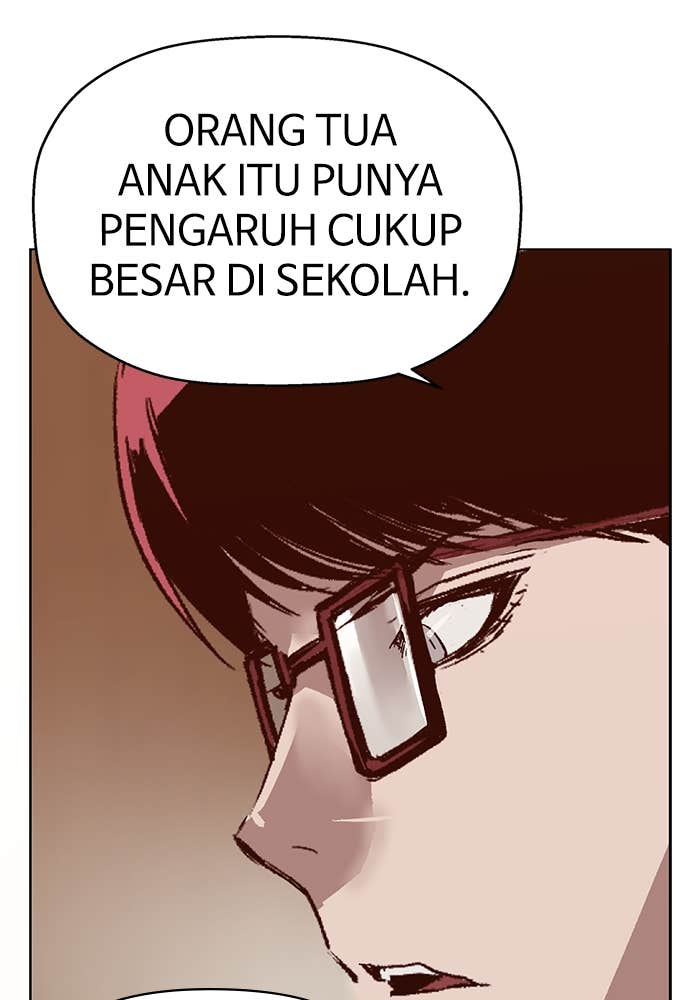 ORANG TUA
ANAK ITU PUNYA
PENGARUH CUKUP
BESAR DI SEKOLAH.